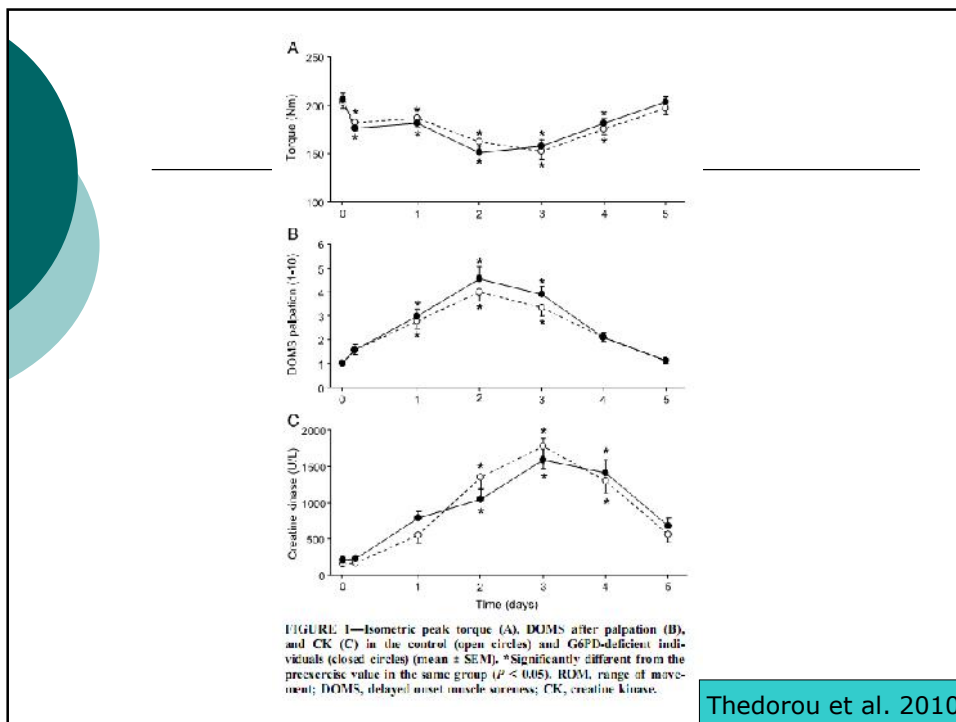 A
250
200
150
100
Torque (Nm)
* * * * *
* * * * *
0 1 2 3 4 5
B
6
5
4
3
2
1
0
DOMS palpation (1-10)
* * *
* * *
0 1 2 3 4 5
C
2000
1500
1000
500
0
Creatine kinase (U/L)
* * *
* * *
0 1 2 3 4 5
Time (days)
FIGURE 1—Isometric peak torque (A), DOMS after palpation (B),
and CK (C) in the control (open circles) and G6PD-deficient indi-
viduals (closed circles) (mean ± SEM). *Significantly different from the
preexercise value in the same group (P < 0.05). ROM, range of move-
ment; DOMS, delayed onset muscle soreness; CK, creatine kinase.
Thedorou et al. 2010